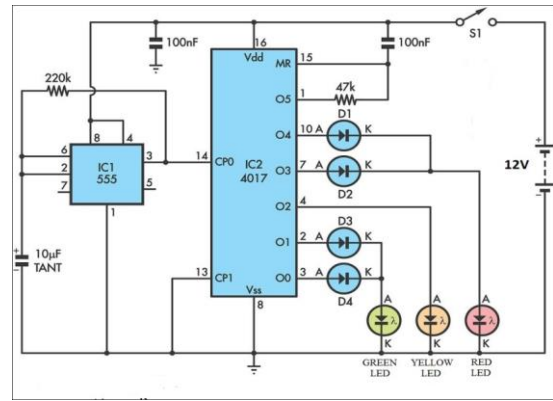 S1
100nF
16
Vdd
15
MR
100nF
220k
47k
O5
1
D1
8
4
O4
10
A
K
6
2
7
IC1
555
3
5
14
CP0
IC2
4017
O3
7
A
K
D2
12V
O2
4
D3
1
O1
2
A
K
10µF
TANT
13
CP1
O0
3
A
K
Vss
8
D4
A
λ
K
A
λ
K
A
λ
K
GREEN
LED
YELLOW
LED
RED
LED